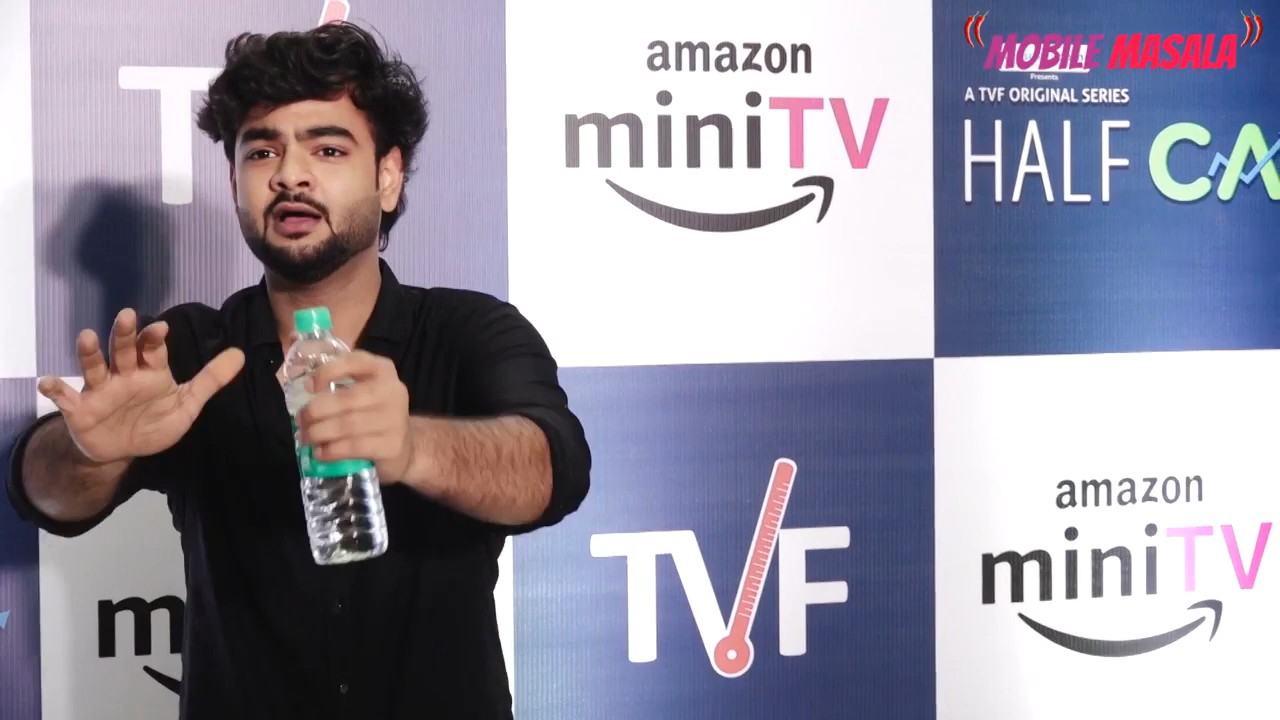 MOBILE MASALA
T
amazon
miniTV
Presents
A TVF ORIGINAL SERIES
HALF CA
TVF
amazon
miniTV
m